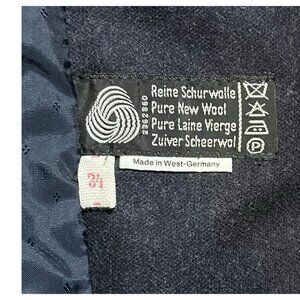 2362860
Reine Schurwolle
Pure New Wool
Pure Laine Vierge
Zuiver Scheerwol
P
Made in West-Germany
34